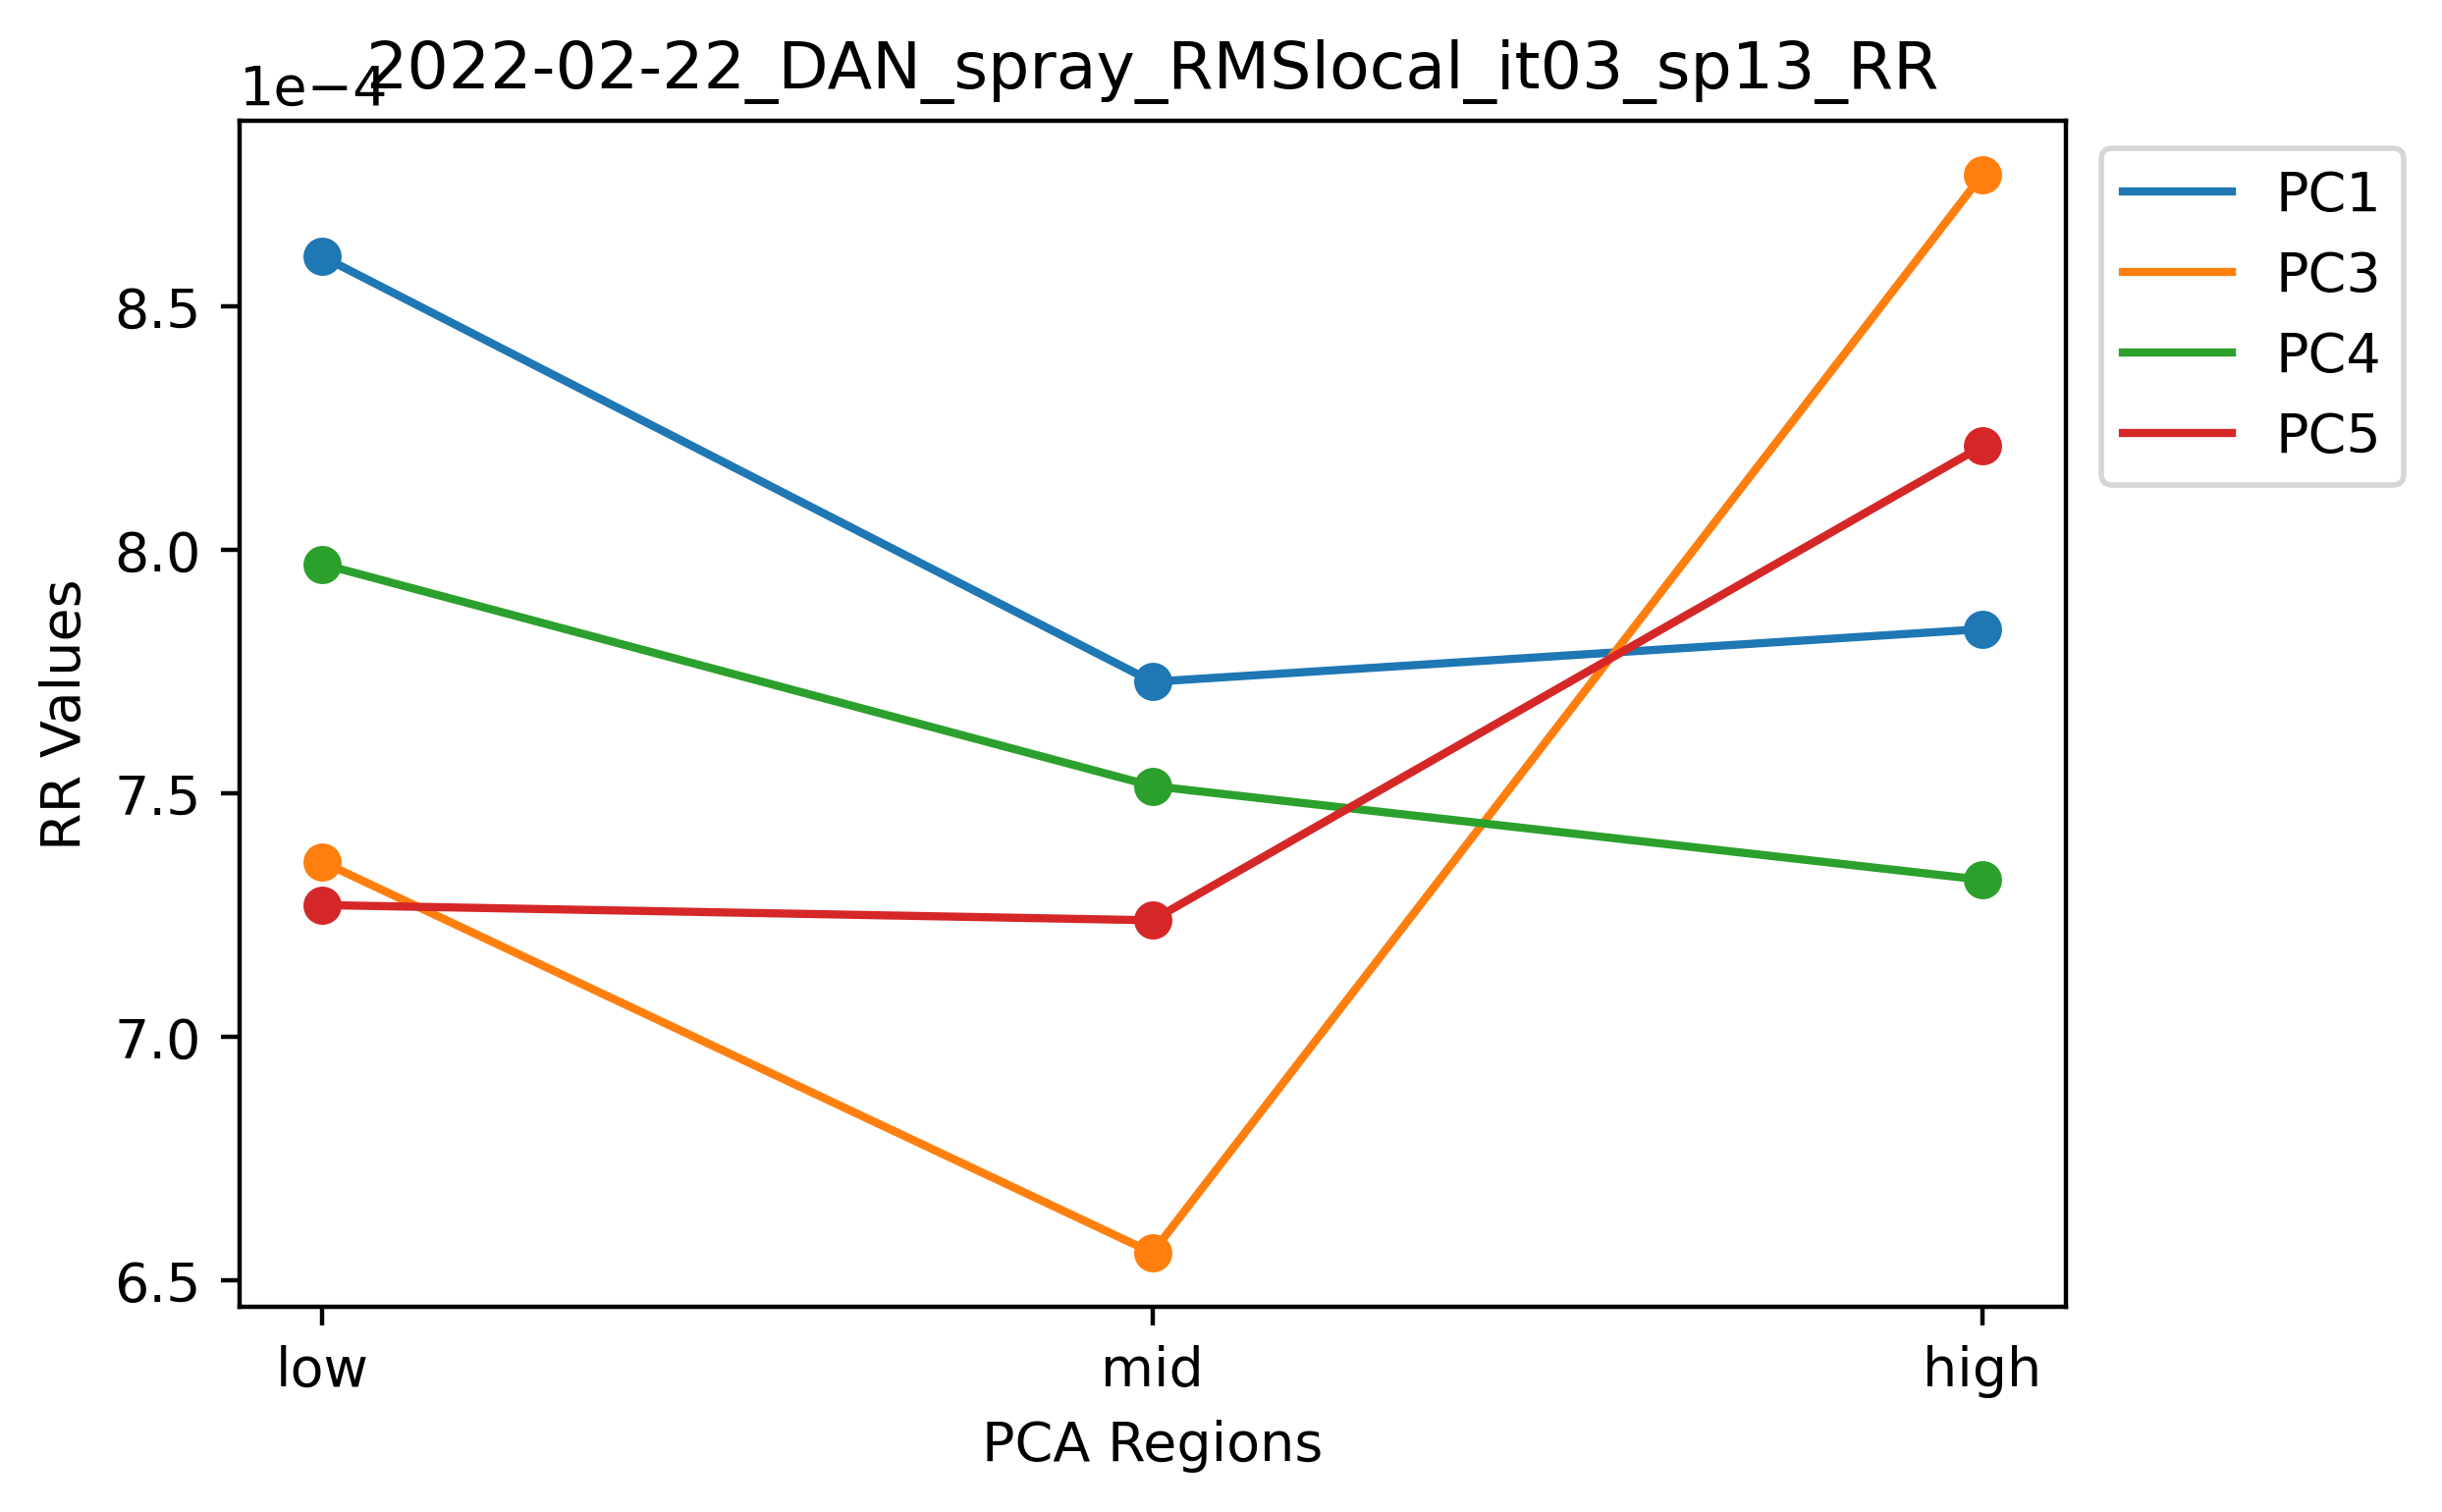 2022-02-22_DAN_spray_RMSlocal_it03_sp13_RR
1e−4
8.5
8.0
7.5
7.0
6.5
RR Values
low
mid
high
PCA Regions
PC1
PC3
PC4
PC5